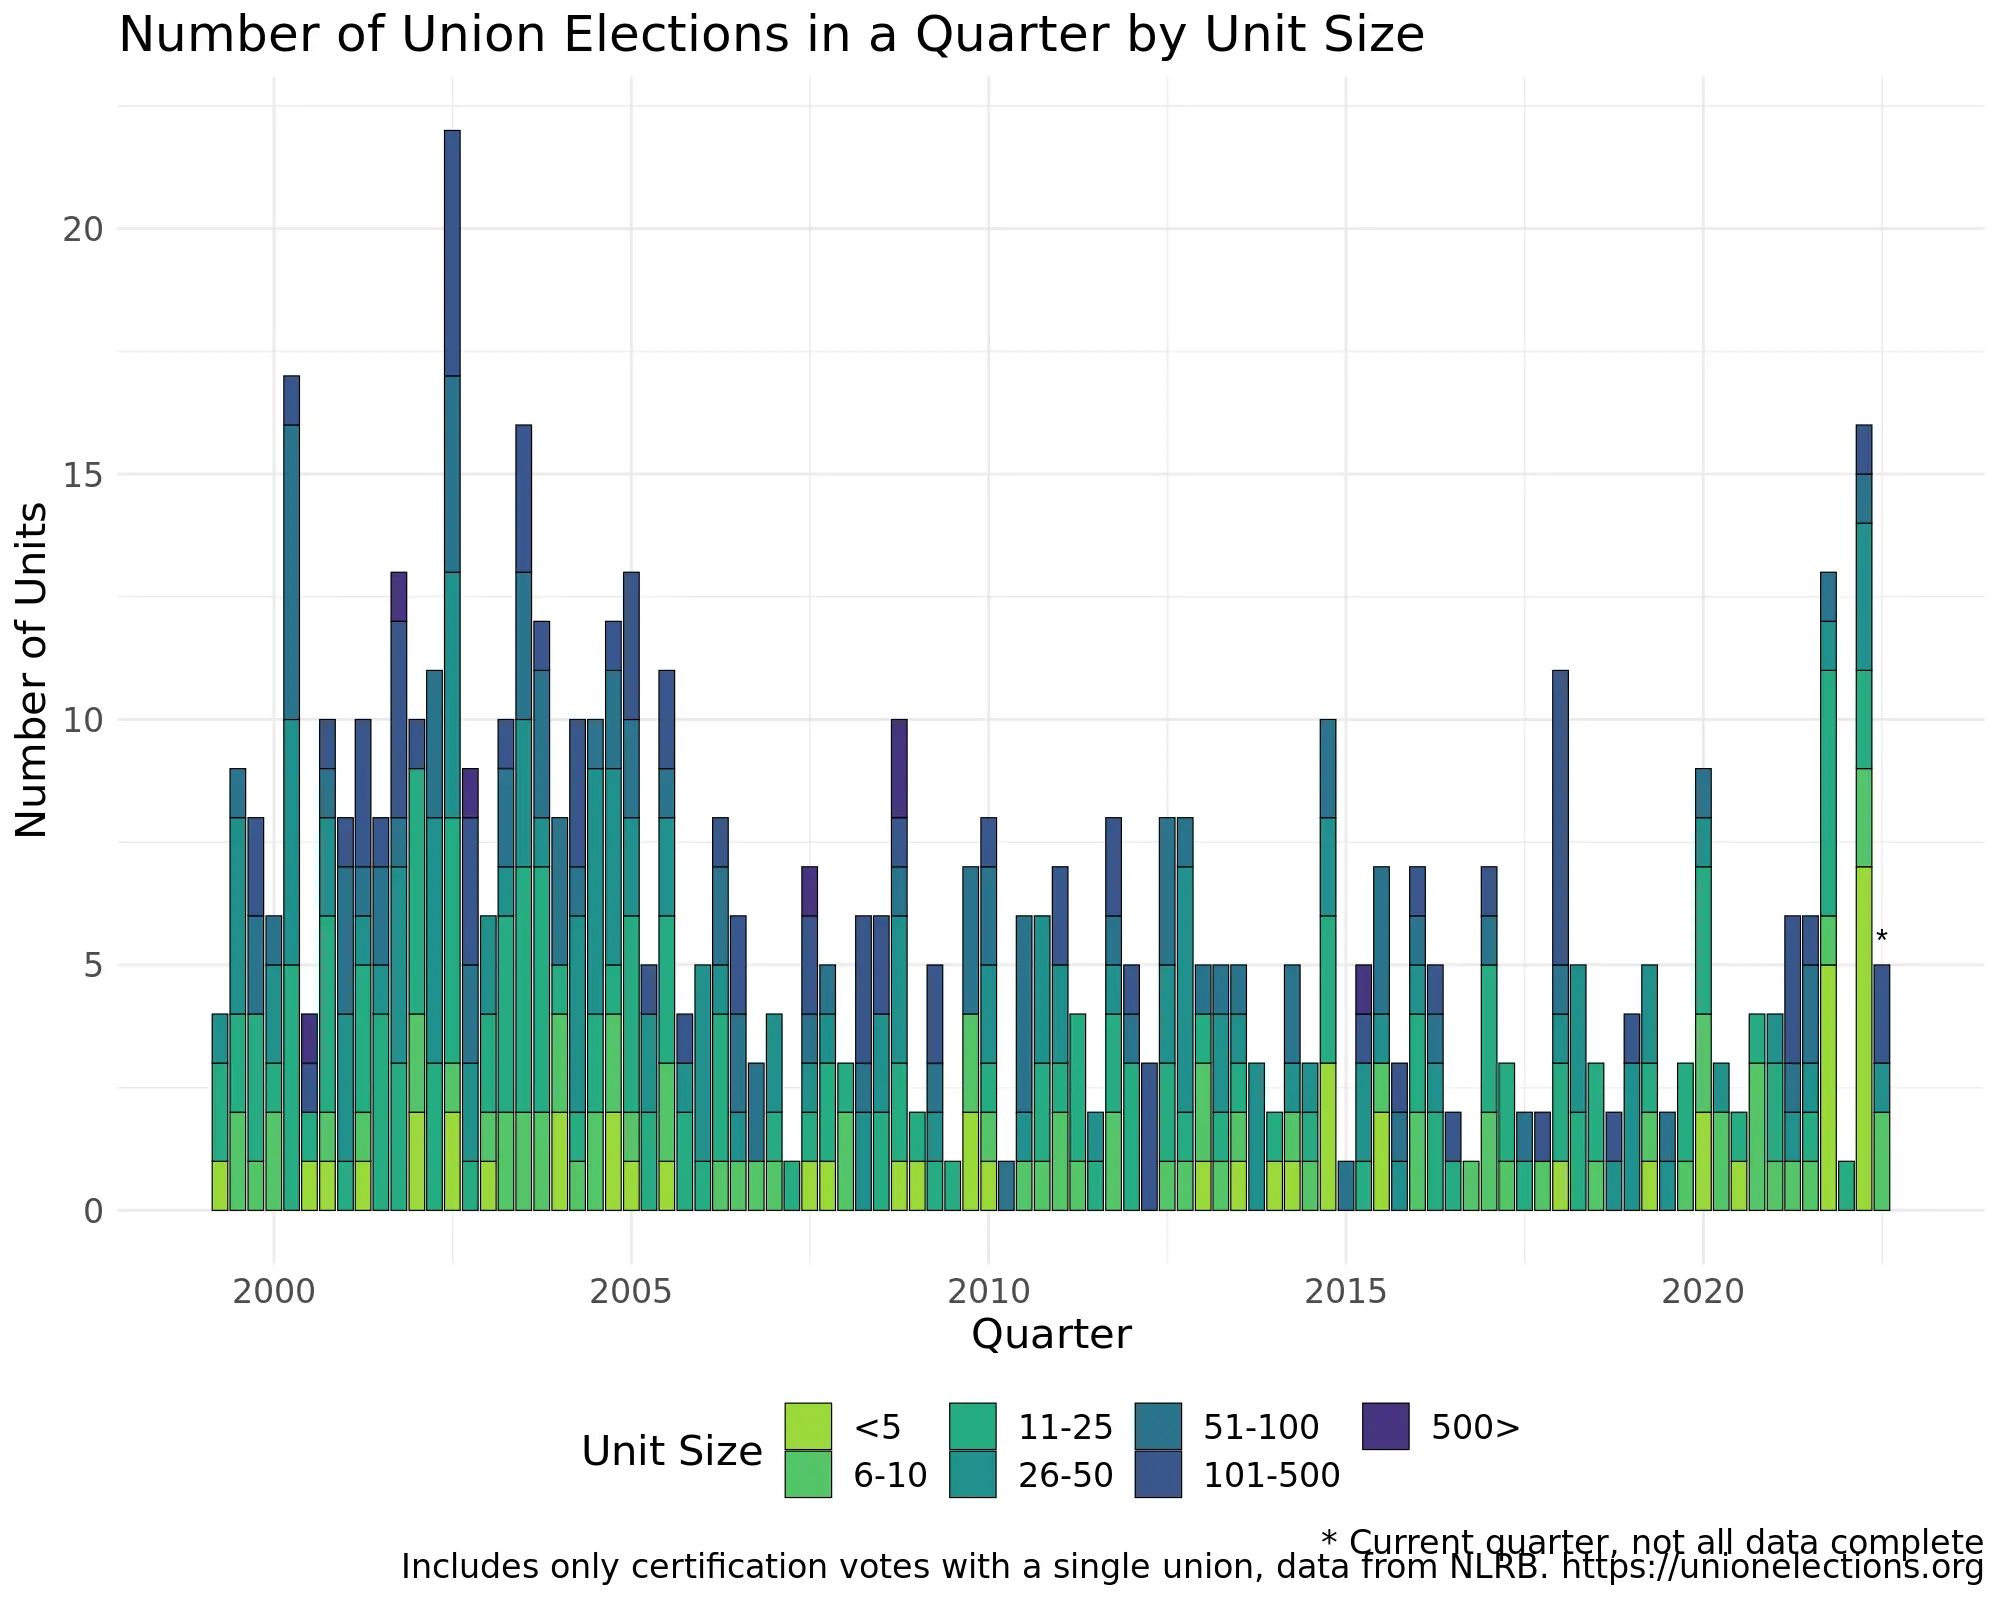 Number of Union Elections in a Quarter by Unit Size
Number of Units
20
15
10
5
0
*
2000 2005 2010 2015 2020
Quarter
Unit Size
<5 11-25 51-100 500>
6-10 26-50 101-500
* Current quarter, not all data complete
Includes only certification votes with a single union, data from NLRB. https://unionelections.org